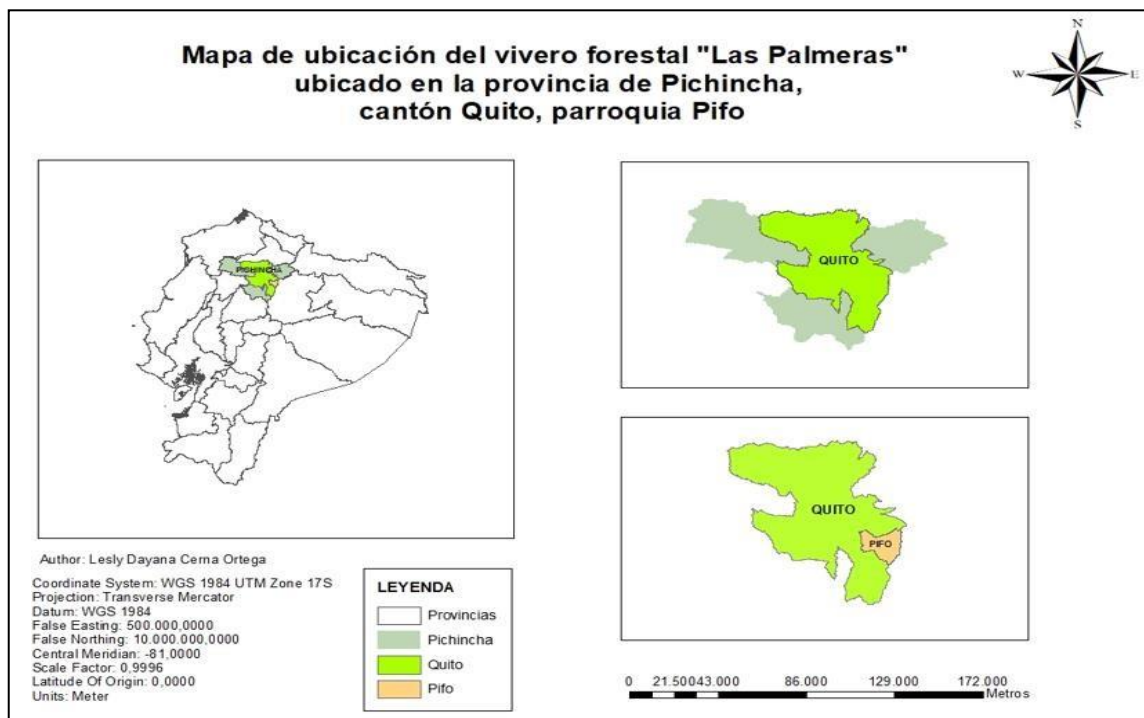 Mapa de ubicación del vivero forestal "Las Palmeras"
ubicado en la provincia de Pichincha,
cantón Quito, parroquia Pifo
N
W
E
S
PICHINCHA
QUITO
QUITO
PIFO
Author: Lesly Dayana Cerna Ortega
Coordinate System: WGS 1984 UTM Zone 17S
Projection: Transverse Mercator
Datum: WGS 1984
False Easting: 500.000,0000
False Northing: 10.000.000,0000
Central Meridian: -81,0000
Scale Factor: 0,9996
Latitude Of Origin: 0,0000
Units: Meter
LEYENDA
Provincias
Pichincha
Quito
Pifo
0 21.50043.000 86.000 129.000 172.000
Metros